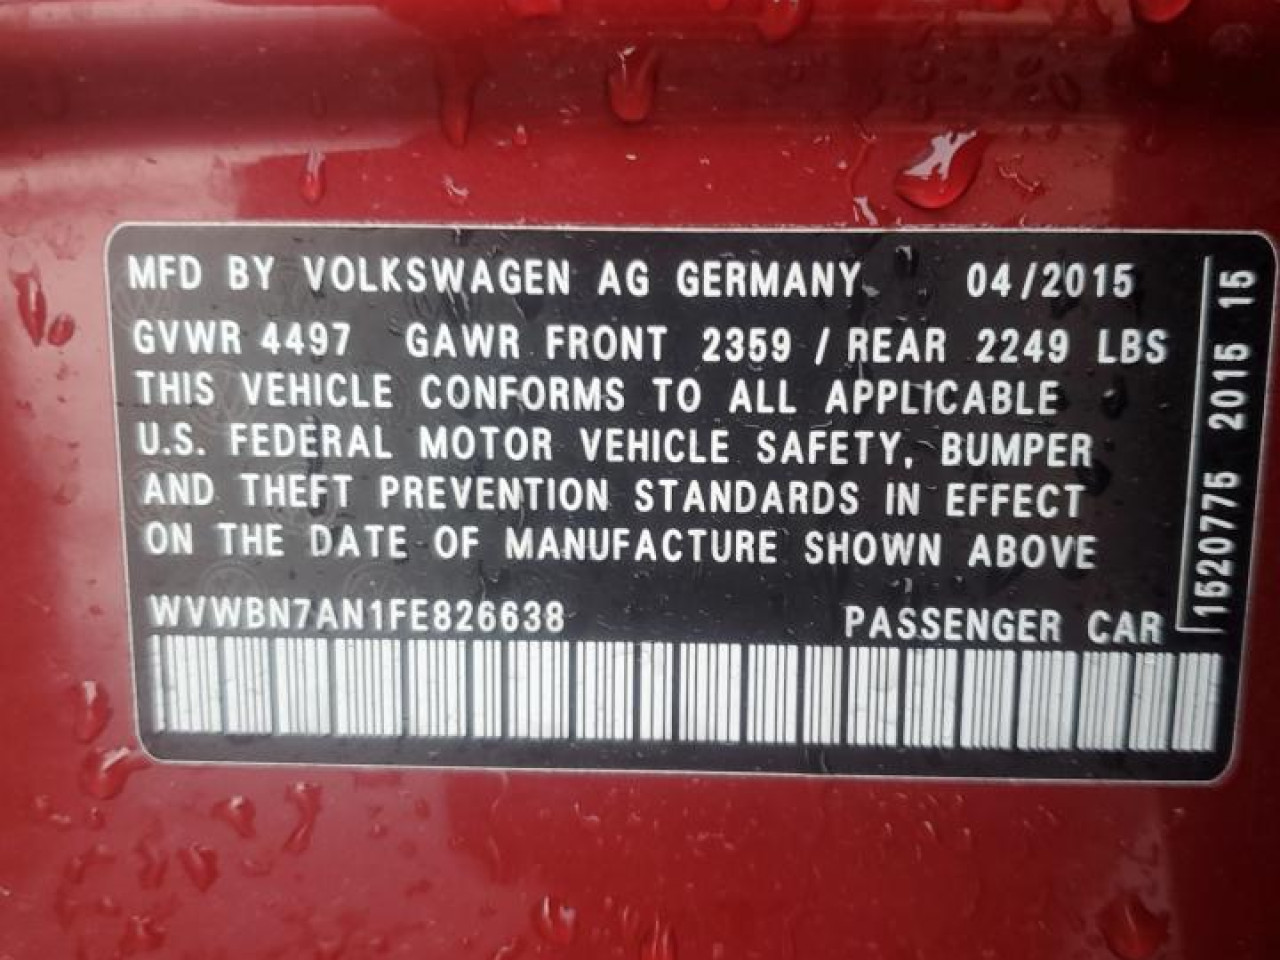 MFD BY VOLKSWAGEN AG GERMANY 04/2015
GVWR 4497 GAWR FRONT 2359 / REAR 2249 LBS
THIS VEHICLE CONFORMS TO ALL APPLICABLE
U.S. FEDERAL MOTOR VEHICLE SAFETY, BUMPER
AND THEFT PREVENTION STANDARDS IN EFFECT
ON THE DATE OF MANUFACTURE SHOWN ABOVE
WVWBN7AN1FE826638 PASSENGER CAR
1520775 2015 15